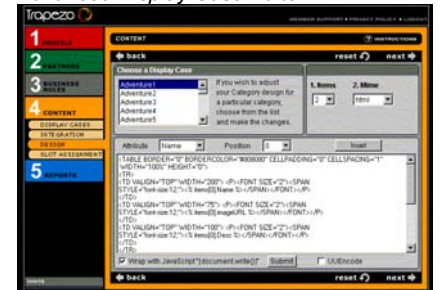 Trapezo
MEMBER SUPPORT • PRIVACY POLICY • LOGOUT
1 PROFILE
2 PARTNERS
3 BUSINESS RULES
4 CONTENT
DISPLAY CASES
INTEGRATION
DESIGN
SLOT ASSIGNMENT
5 REPORTS
CONTENT
INSTRUCTIONS
back
reset next
Choose a Display Case
Adventure1
Adventure2
Adventure3
Adventure4
Adventure5
If you wish to adjust
your Category design for
a particular category,
choose from the list
and make the changes.
1. Items 2. Mime
2 html
Attribute Name Position 0 Insert
<TABLE BORDER="0" BORDERCOLOR="#808080" CELLPADDING="0" CELLSPACING="1"
WIDTH="100%" HEIGHT="0">
<TR>
<TD VALIGN="TOP" WIDTH="200"> <P><FONT SIZE="2"><SPAN
STYLE="font-size:12;"><% items[0].Name %></SPAN></FONT></P>
</TD>
<TD VALIGN="TOP" WIDTH="75"> <P><FONT SIZE="2"><SPAN
STYLE="font-size:12;"><% items[0].imageURL %></SPAN></FONT></P>
</TD>
<TD VALIGN="TOP" WIDTH="100"> <P><FONT SIZE="2"><SPAN
STYLE="font-size:12;"><% items[0].Desc %></SPAN></FONT></P>
</TD>
</TR>
Wrap with JavaScript "(document.write())" Submit UUEncode
back
reset next